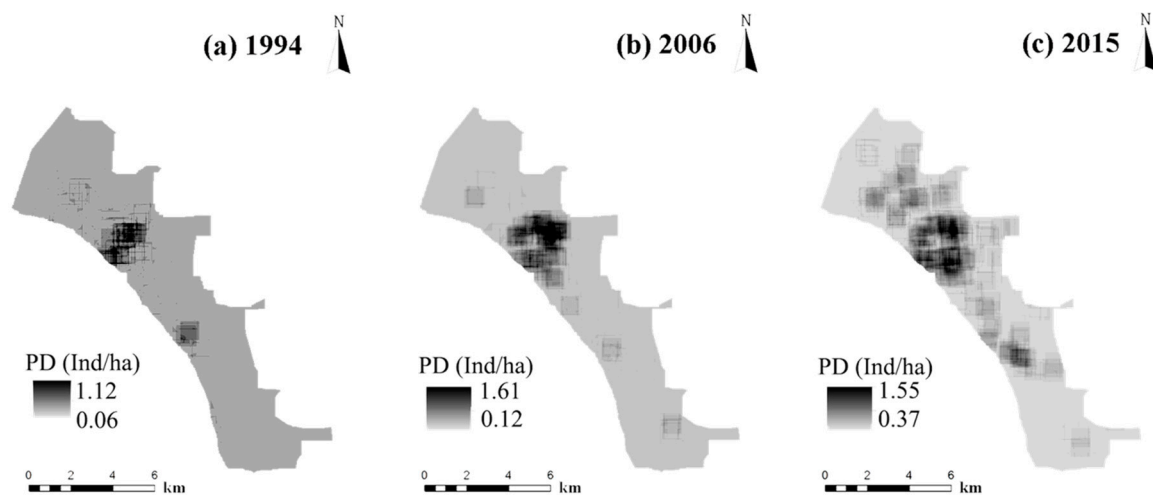 N
(a) 1994
PD (Ind/ha)
1.12
0.06
0 2 4 6
km
N
(b) 2006
PD (Ind/ha)
1.61
0.12
0 2 4 6
km
N
(c) 2015
PD (Ind/ha)
1.55
0.37
0 2 4 6
km